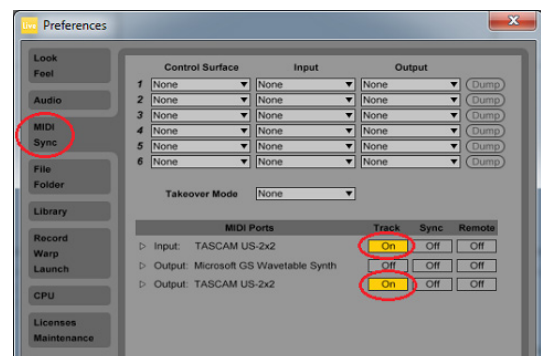 Live Preferences
Look
Feel
Audio
MIDI
Sync
File
Folder
Library
Record
Warp
Launch
CPU
Licenses
Maintenance
Control Surface Input Output
1 None None None Dump
2 None None None Dump
3 None None None Dump
4 None None None Dump
5 None None None Dump
6 None None None Dump
Takeover Mode None
MIDI Ports Track Sync Remote
Input: TASCAM US-2x2 On Off Off
Output: Microsoft GS Wavetable Synth Off Off Off
Output: TASCAM US-2x2 On Off Off